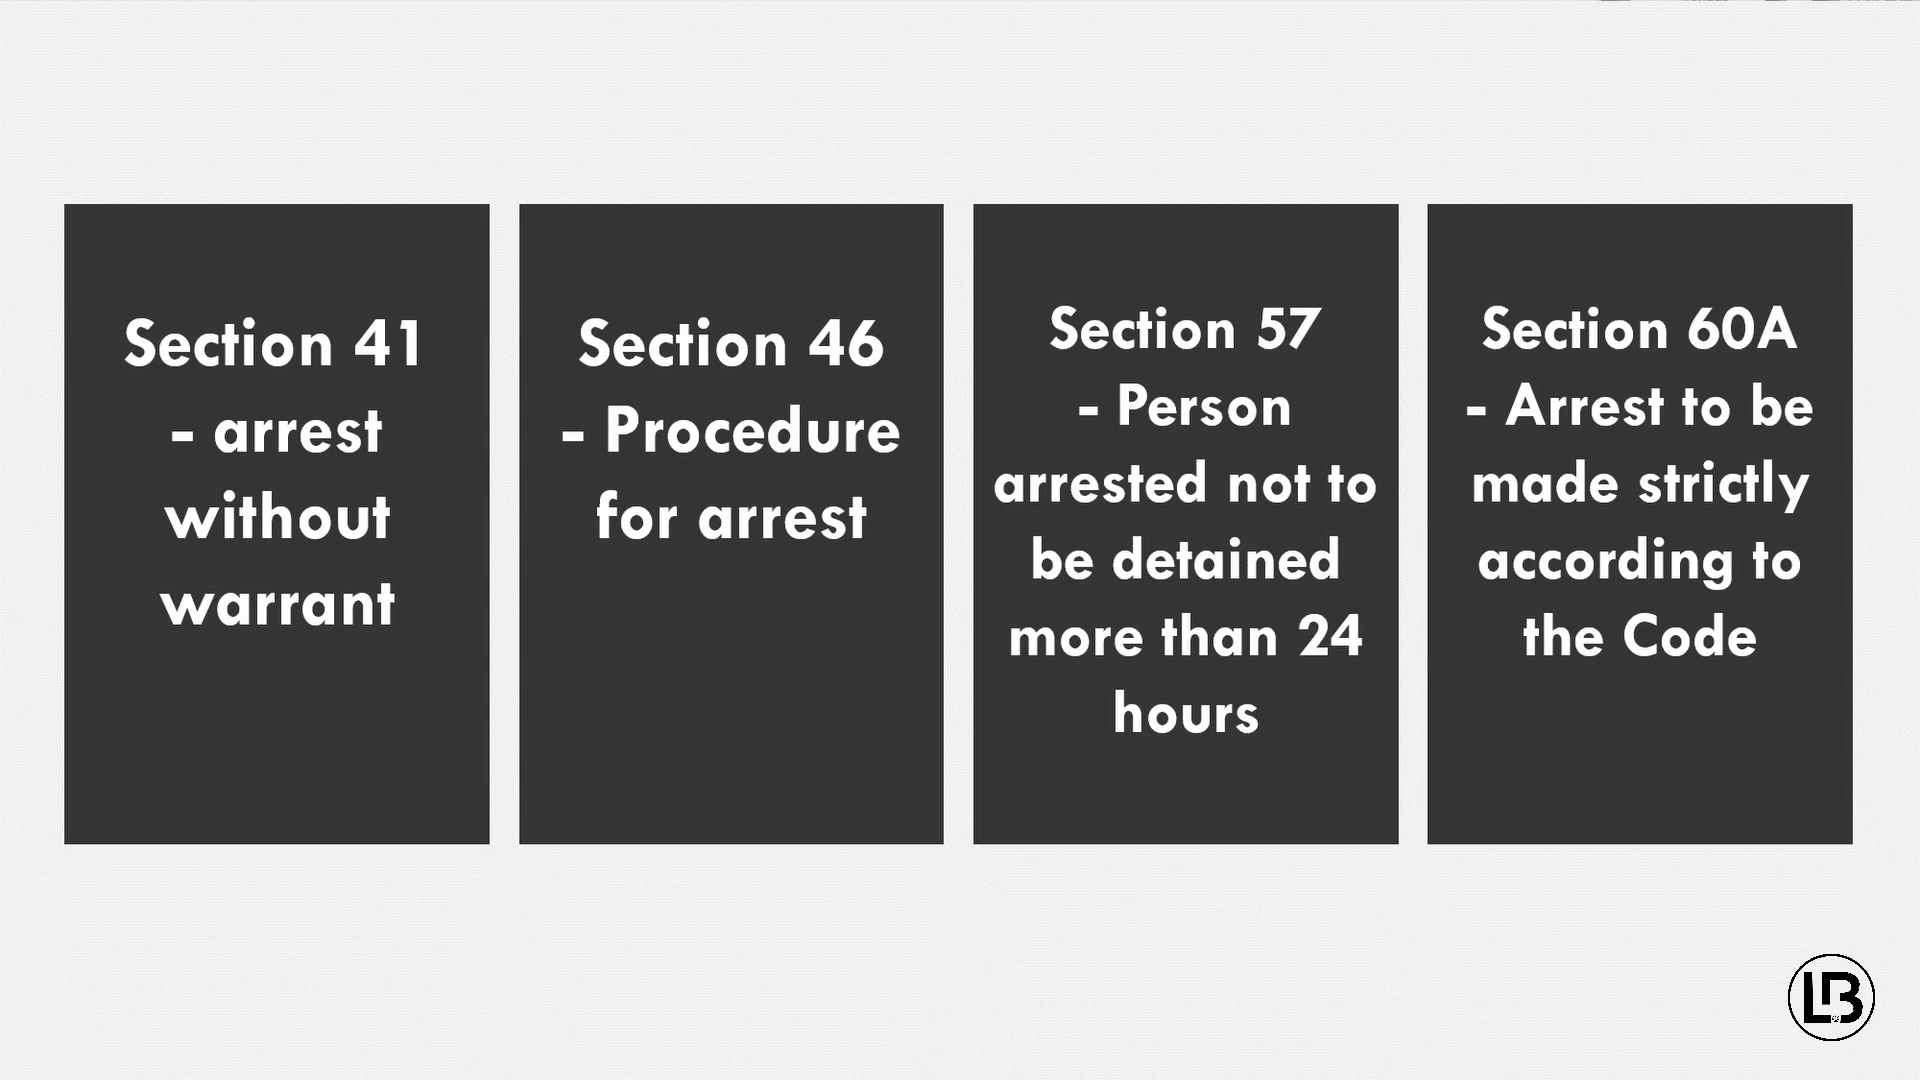 Section 41
- arrest
without
warrant
Section 46
- Procedure
for arrest
Section 57
- Person
arrested not to
be detained
more than 24
hours
Section 60A
- Arrest to be
made strictly
according to
the Code
LB